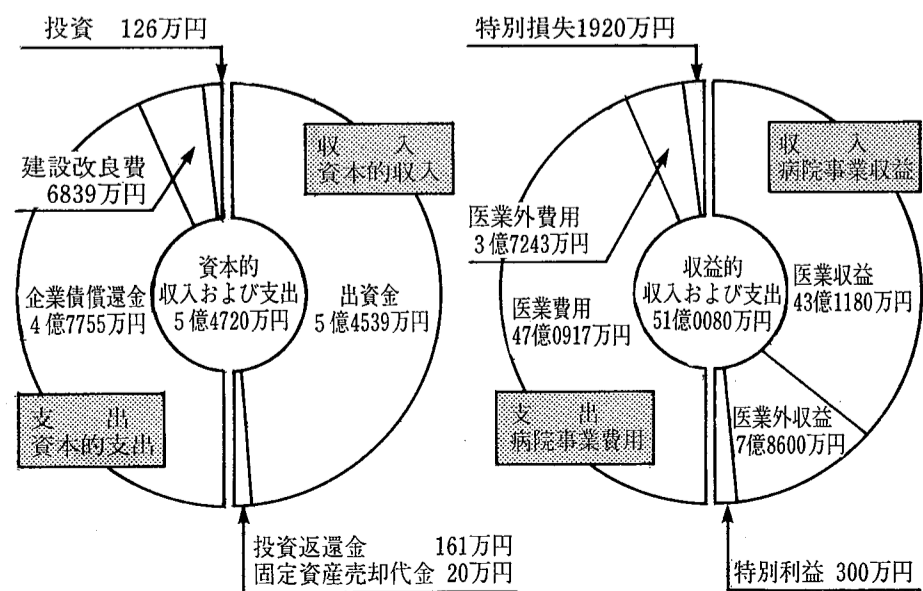 投資 126万円
収入
資本的収入
建設改良費
6839万円
資本的
収入および支出
5億4720万円
企業債償還金
4億7755万円
出資金
5億4539万円
支出
資本的支出
投資返還金 161万円
固定資産売却代金 20万円
特別損失1920万円
収入
病院事業収益
医業外費用
3億7243万円
収益的
収入および支出
51億0080万円
医業費用
47億0917万円
医業収益
43億1180万円
支出
病院事業費用
医業外収益
7億8600万円
特別利益 300万円